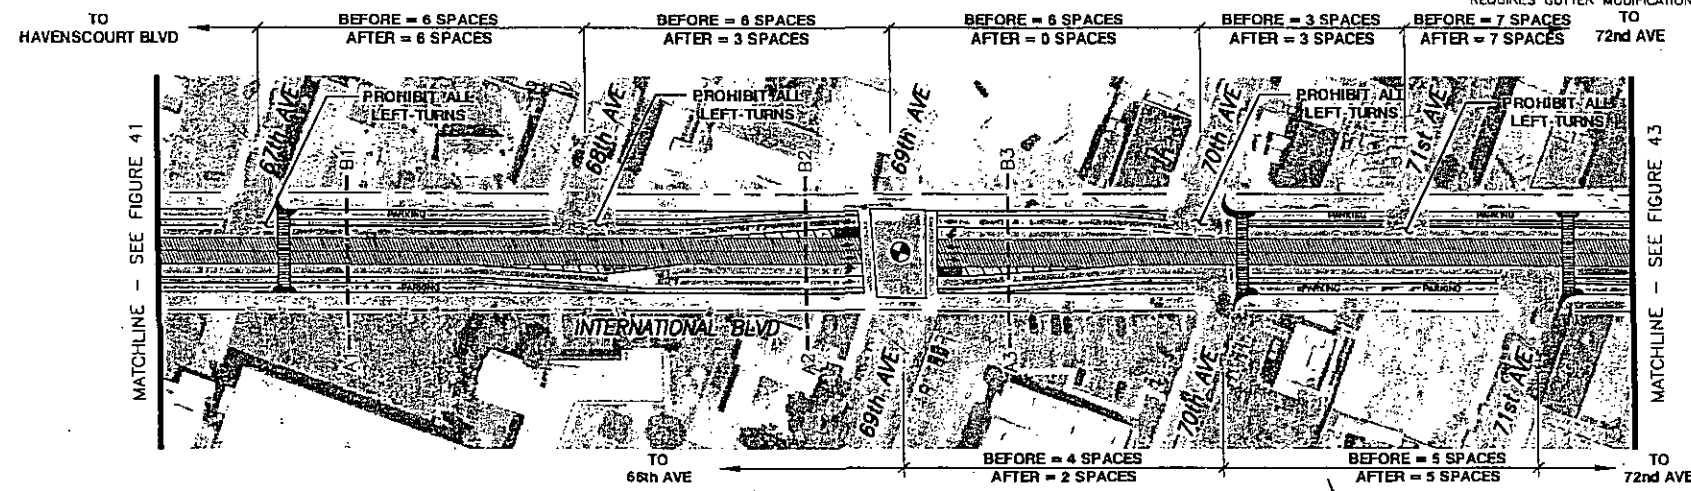 REQUIRES GUTTER MODIFICATION
TO
HAVENSCOURT BLVD
BEFORE = 6 SPACES
AFTER = 6 SPACES
BEFORE = 6 SPACES
AFTER = 3 SPACES
BEFORE = 6 SPACES
AFTER = 0 SPACES
BEFORE = 3 SPACES
AFTER = 3 SPACES
BEFORE = 7 SPACES
AFTER = 7 SPACES
TO
72nd AVE
MATCHLINE - SEE FIGURE 41
67th AVE
PROHIBIT ALL
LEFT-TURNS
B1
68th AVE
PROHIBIT ALL
LEFT-TURNS
B2
69th AVE
B3
70th AVE
PROHIBIT ALL
LEFT-TURNS
71st AVE
PROHIBIT ALL
LEFT-TURNS
MATCHLINE - SEE FIGURE 43
PARKING
PARKING
PARKING
PARKING
PARKING
PARKING
INTERNATIONAL BLVD
A1
A2
69th AVE
A3
70th AVE
71st AVE
TO
66th AVE
BEFORE = 4 SPACES
AFTER = 2 SPACES
BEFORE = 5 SPACES
AFTER = 5 SPACES
TO
72nd AVE